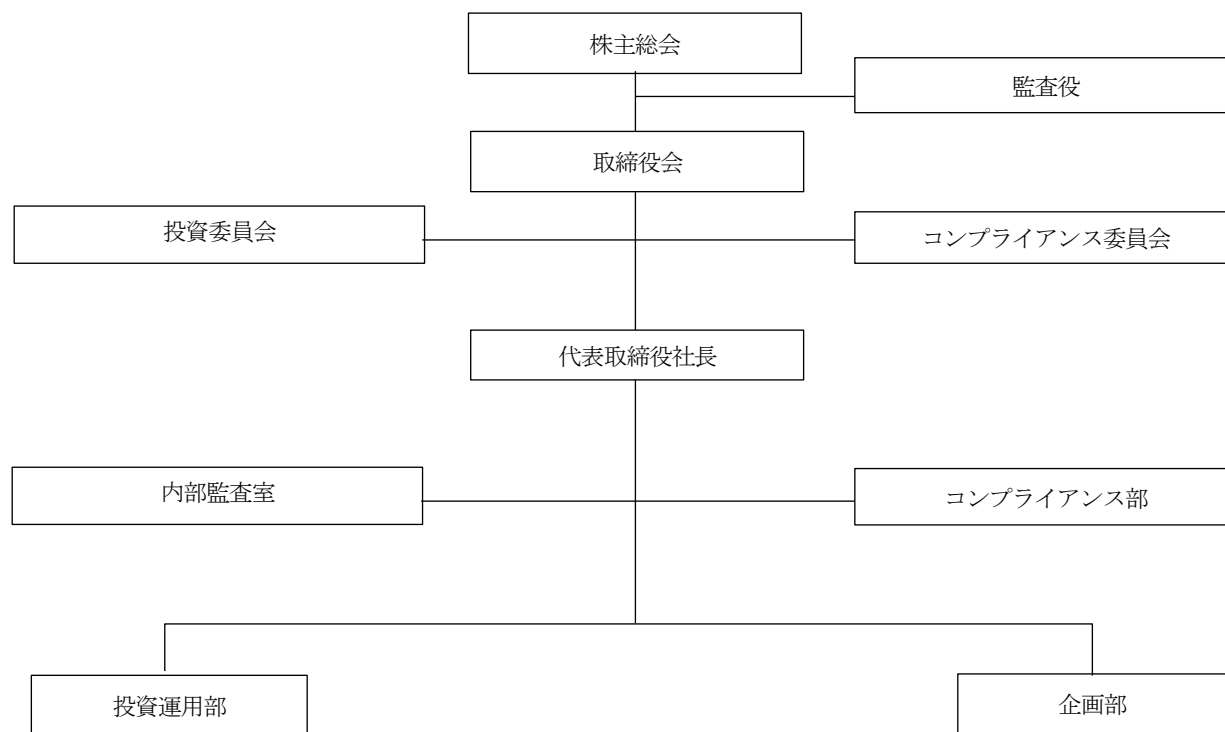 株主総会
監査役
取締役会
投資委員会
コンプライアンス委員会
代表取締役社長
内部監査室
コンプライアンス部
投資運用部
企画部